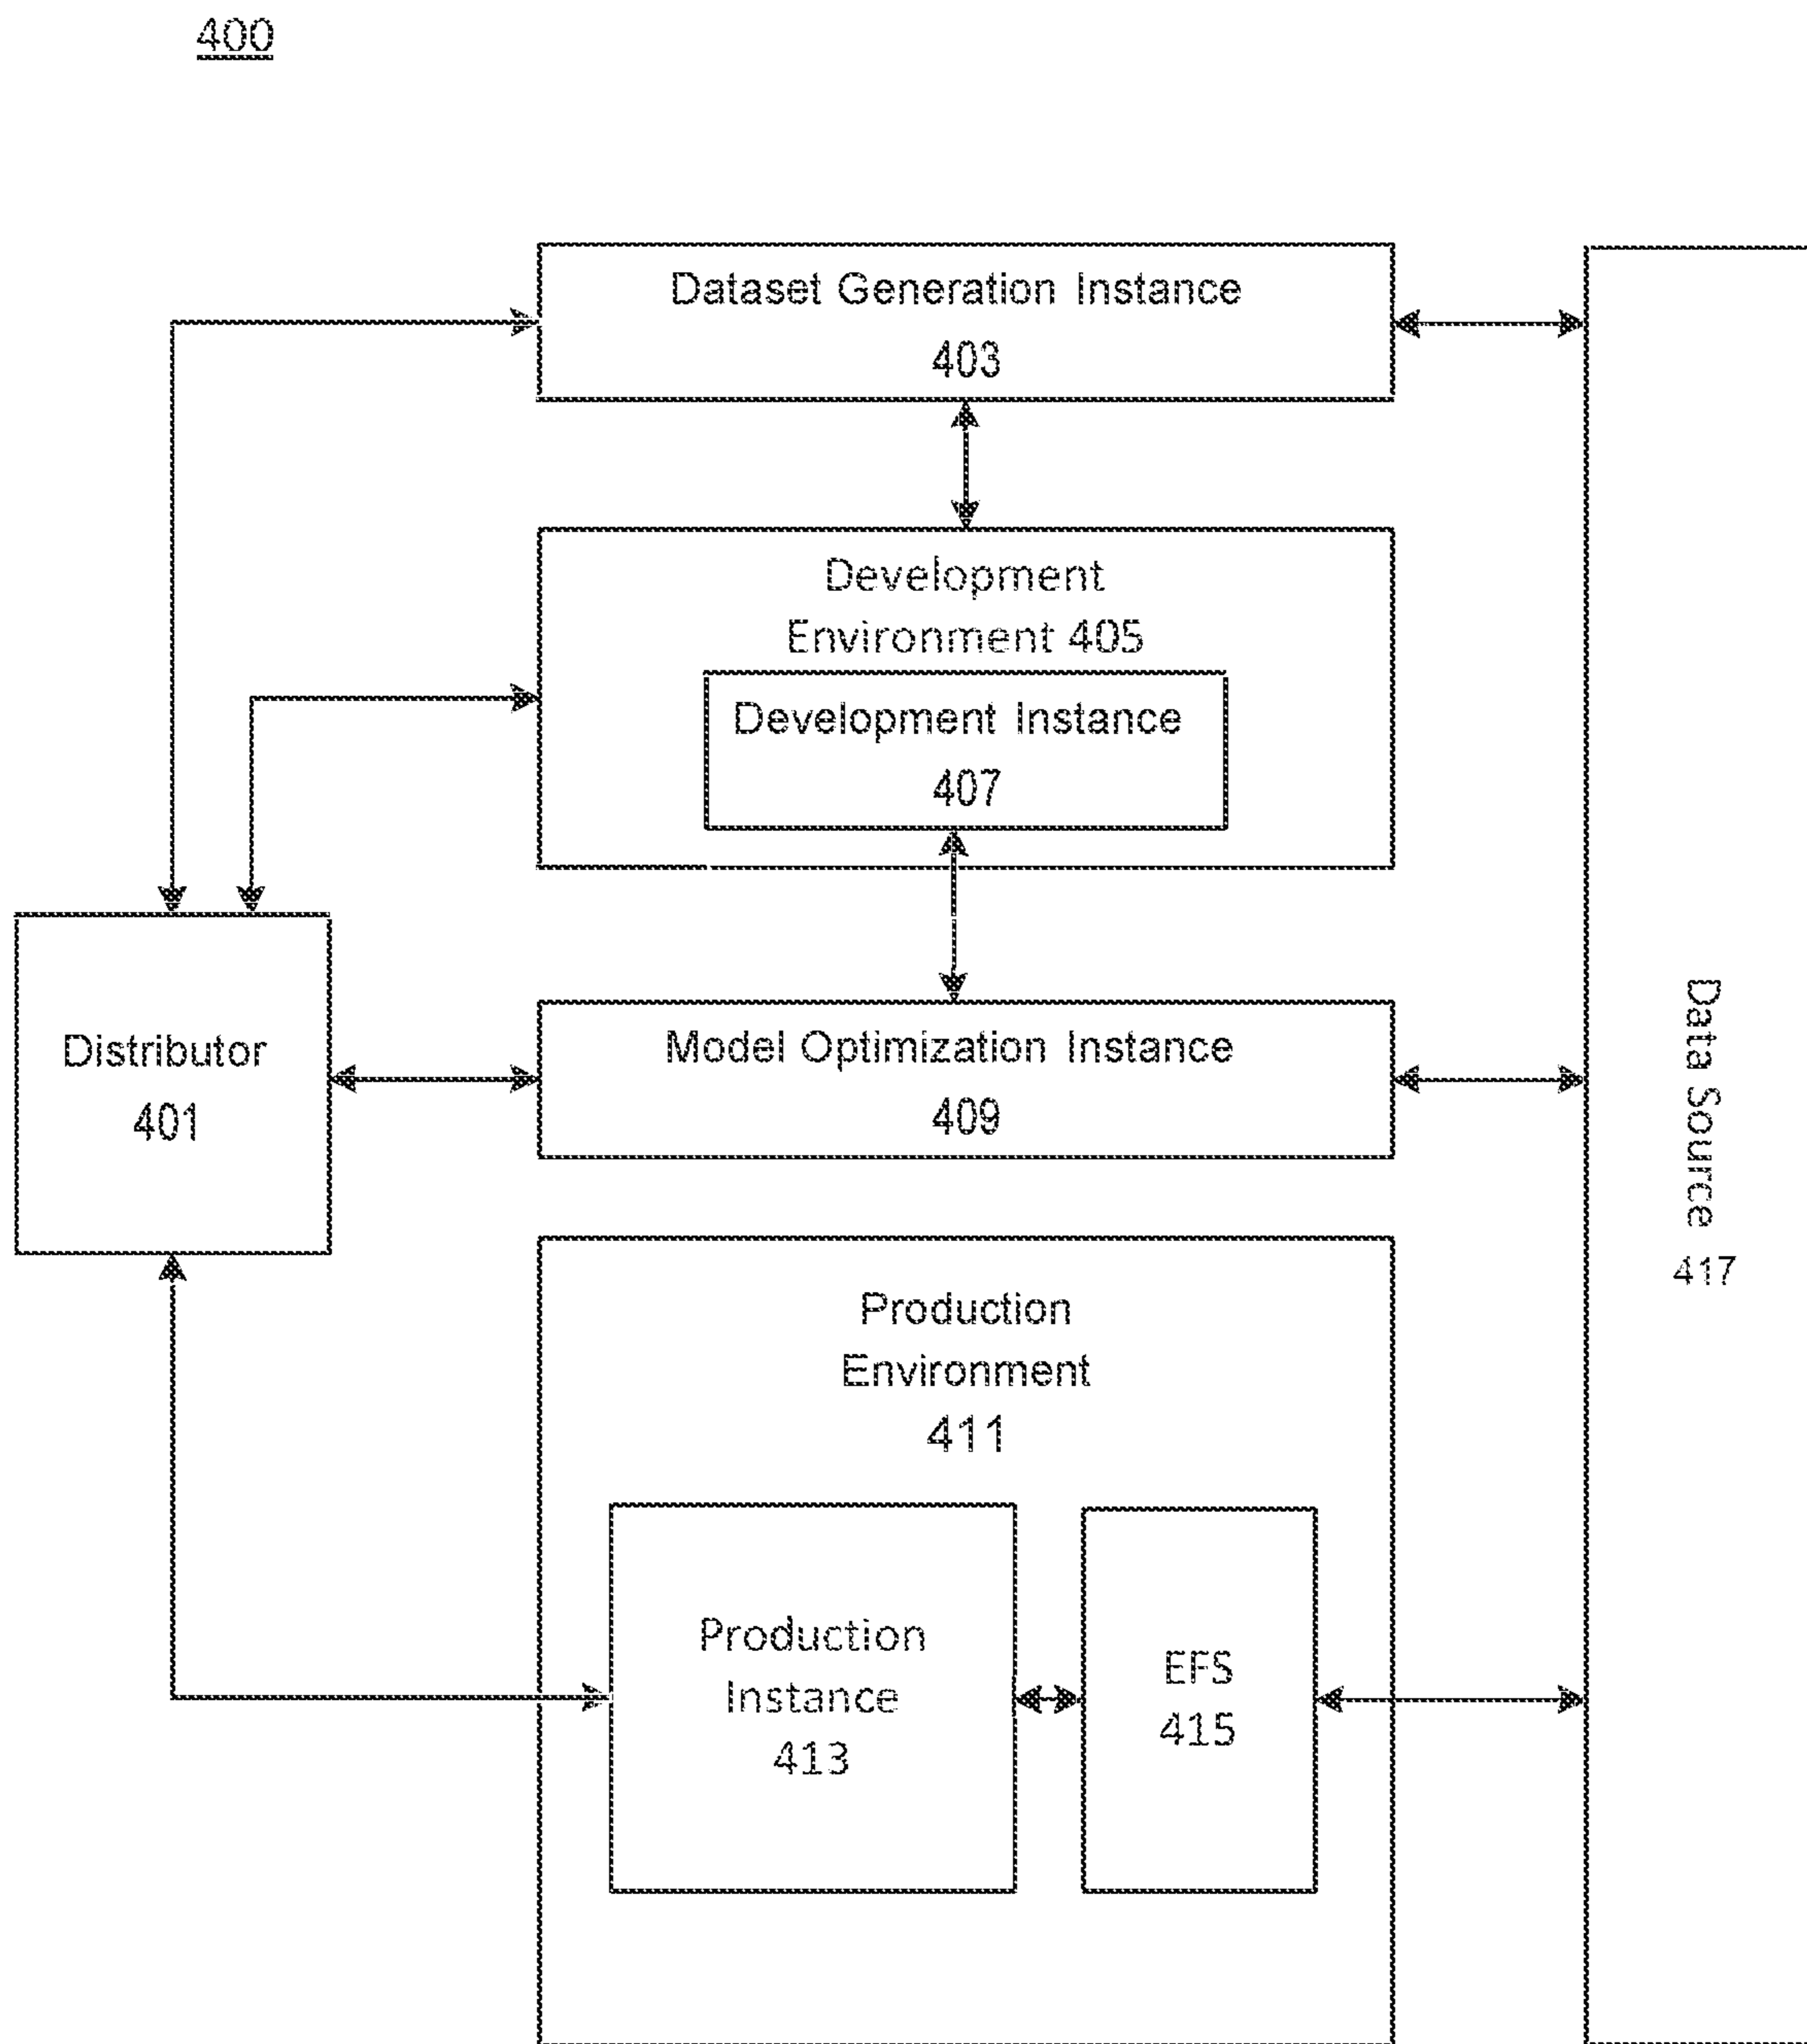 400
Dataset Generation Instance
403
Development
Environment 405
Development Instance
407
Distributor
401
Model Optimization Instance
409
Production
Environment
411
Production
Instance
413
EFS
415
Data Source
417